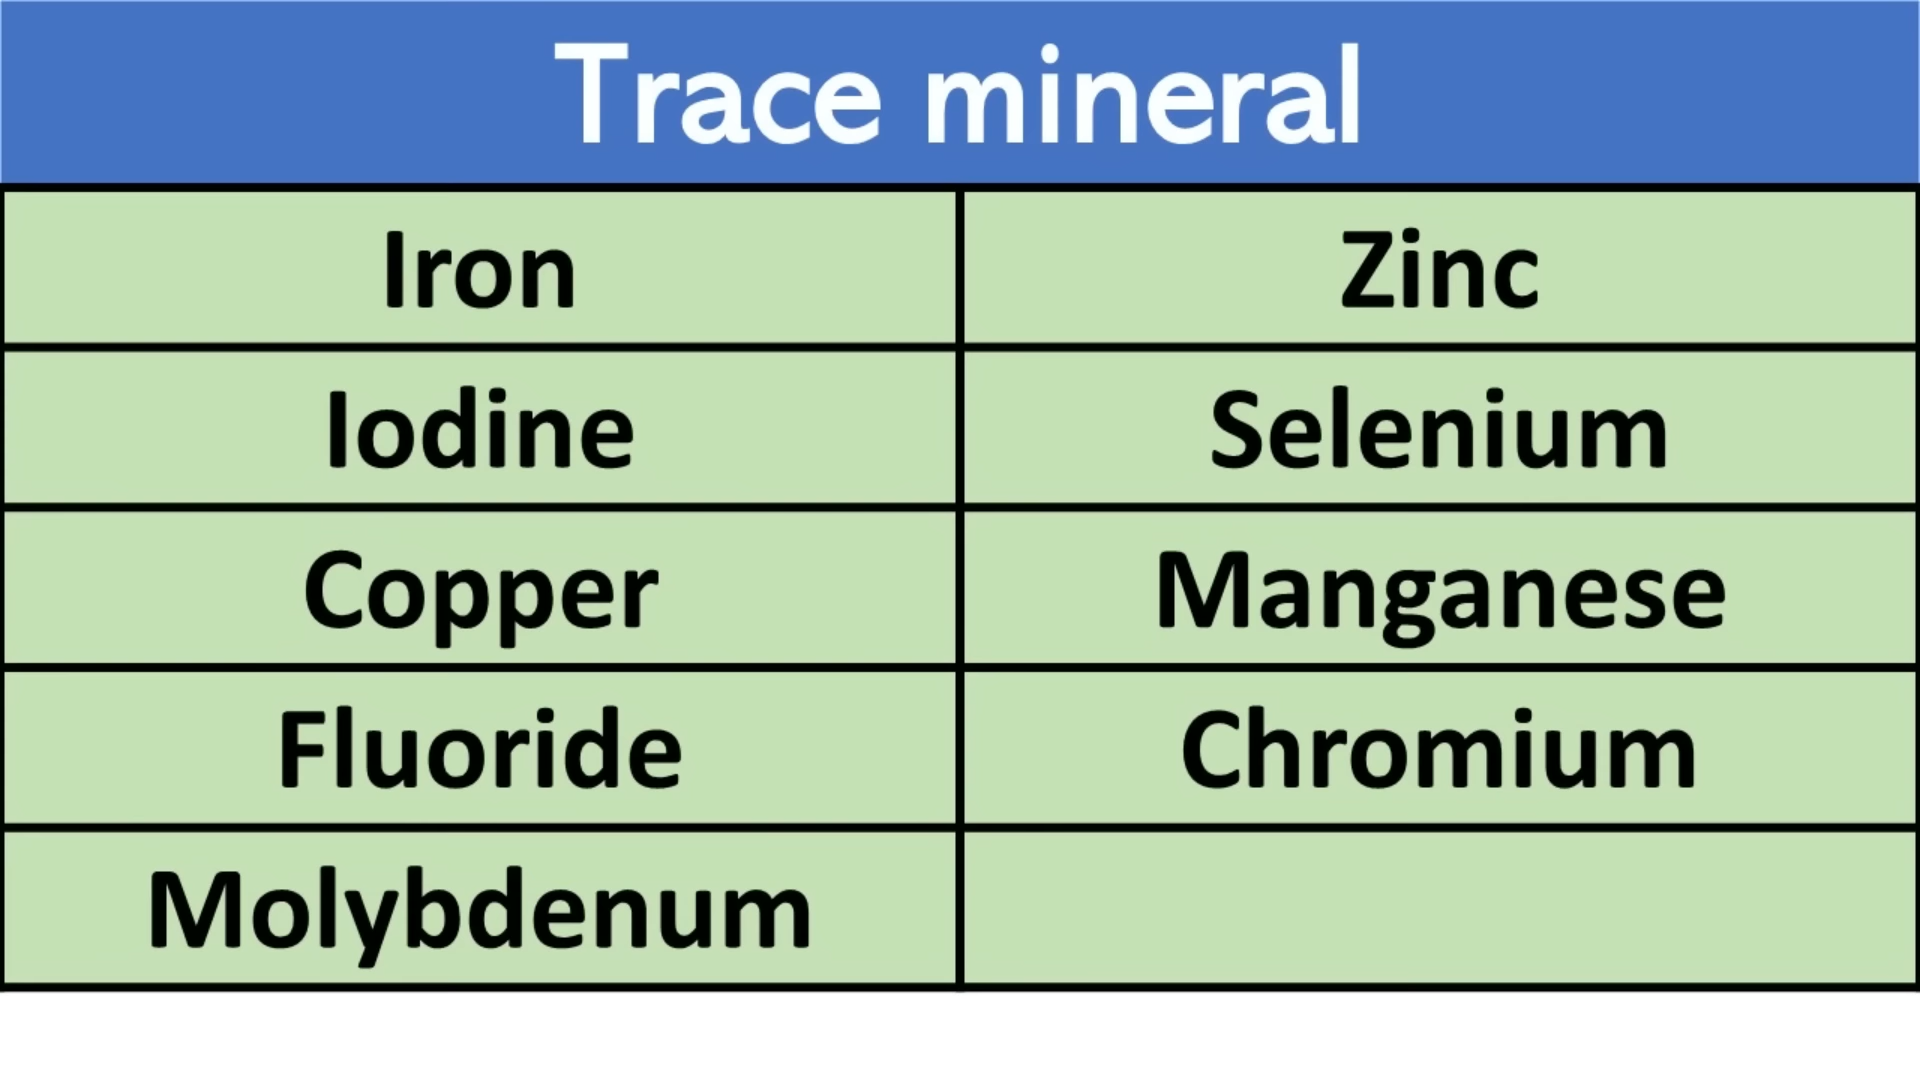 Trace mineral
Iron Zinc
Iodine Selenium
Copper Manganese
Fluoride Chromium
Molybdenum